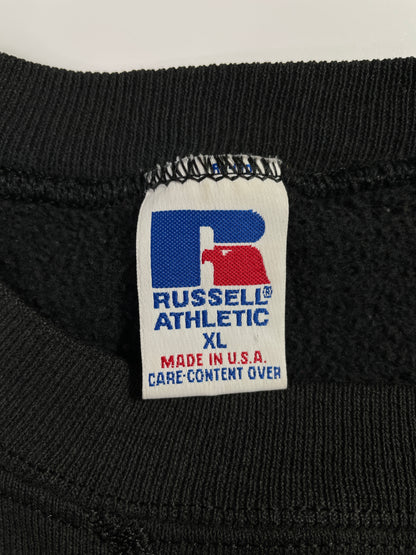 RUSSELL®
ATHLETIC
XL
MADE IN U.S.A.
CARE-CONTENT OVER